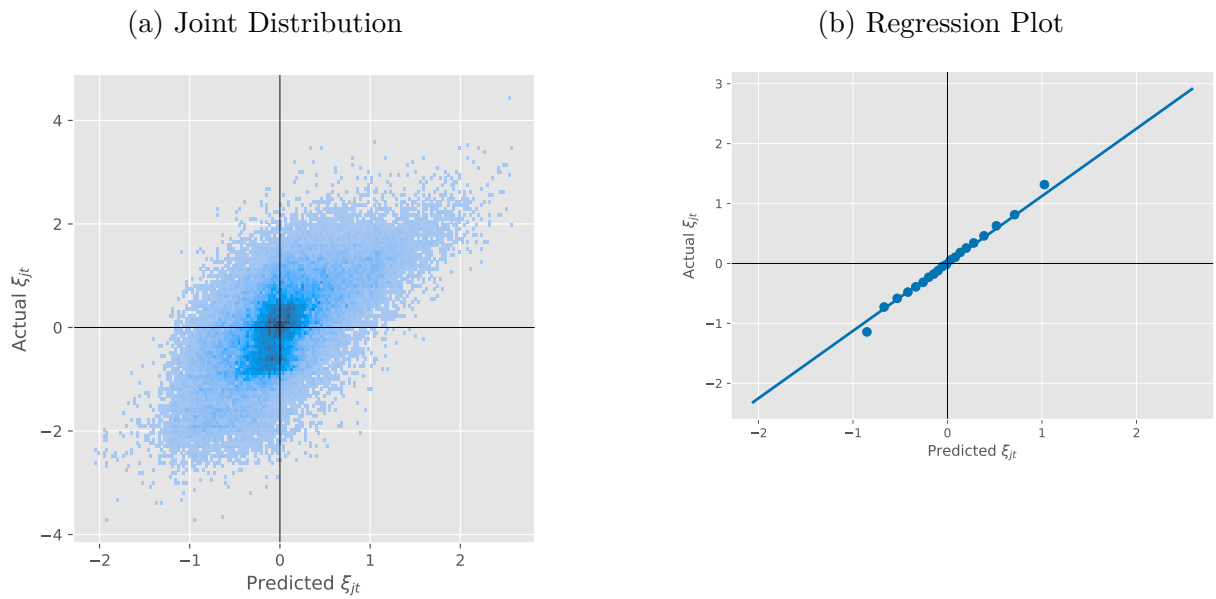 (a) Joint Distribution
4
2
0
−2
−4
Actual ξjt
−2 −1 0 1 2
Predicted ξjt
(b) Regression Plot
3
2
1
0
−1
−2
Actual ξjt
−2 −1 0 1 2
Predicted ξjt